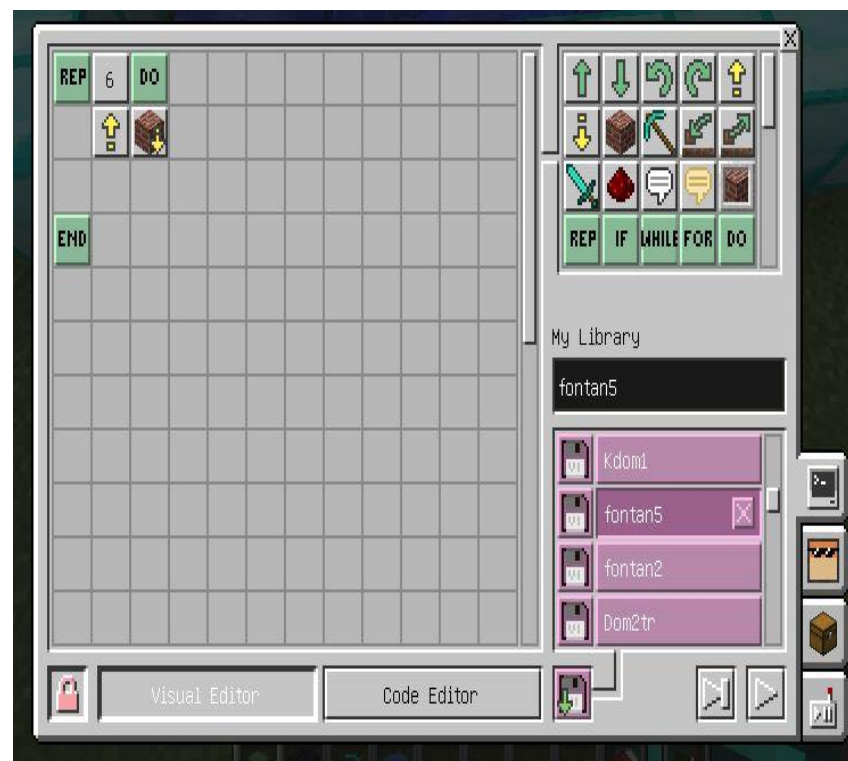 X
REP 6 DO
END
REP IF WHILE FOR DO
My Library
fontan5
Kdom1
fontan5 X
fontan2
Dom2tr
Visual Editor
Code Editor